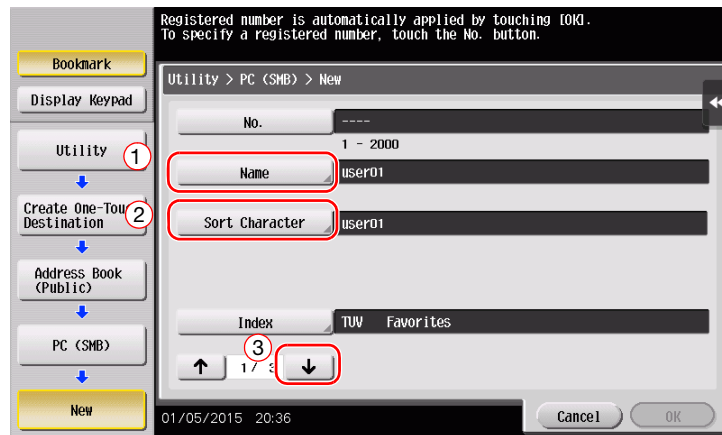 Registered number is automatically applied by touching [OK].
To specify a registered number, touch the No. button.
Bookmark
Display Keypad
Utility
1
Create One-Tou
Destination
2
Address Book
(Public)
PC (SMB)
New
Utility > PC (SMB) > New
No.
----
1 - 2000
Name
user01
Sort Character
user01
Index
TUV Favorites
3
↑ 1/ 3 ↓
01/05/2015 20:36
Cancel
OK